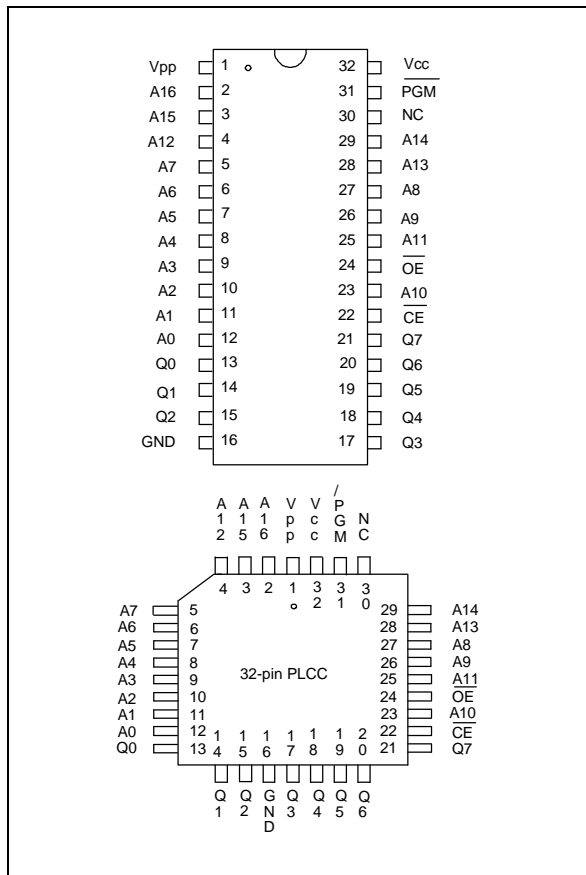 Vpp 1 32 Vcc
A16 2 31 PGM
A15 3 30 NC
A12 4 29 A14
A7 5 28 A13
A6 6 27 A8
A5 7 26 A9
A4 8 25 A11
A3 9 24 OE
A2 10 23 A10
A1 11 22 CE
A0 12 21 Q7
Q0 13 20 Q6
Q1 14 19 Q5
Q2 15 18 Q4
GND 16 17 Q3
A12 A15 A16 Vpp Vcc /PGM NC
4 3 2 1 32 31 30
A7 5 29 A14
A6 6 28 A13
A5 7 27 A8
A4 8 26 A9
A3 9 32-pin PLCC 25 A11
A2 10 24 OE
A1 11 23 A10
A0 12 22 CE
Q0 13 21 Q7
14 15 16 17 18 19 20
Q1 Q2 GND Q3 Q4 Q5 Q6